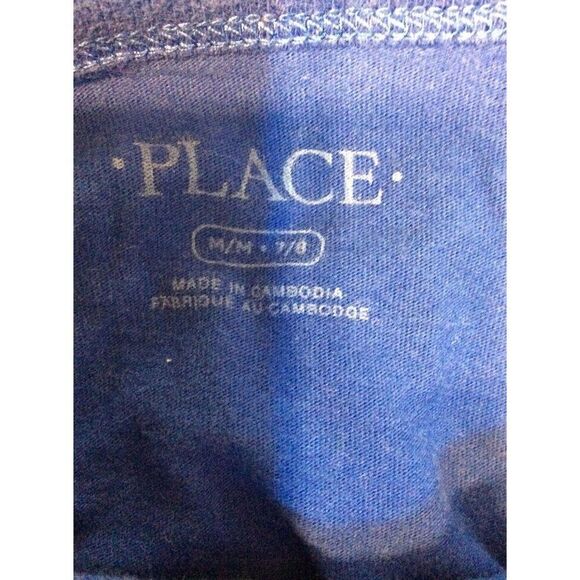 ·PLACE·
M/M • 7/8
MADE IN CAMBODIA
FABRIQUE AU CAMBODGE